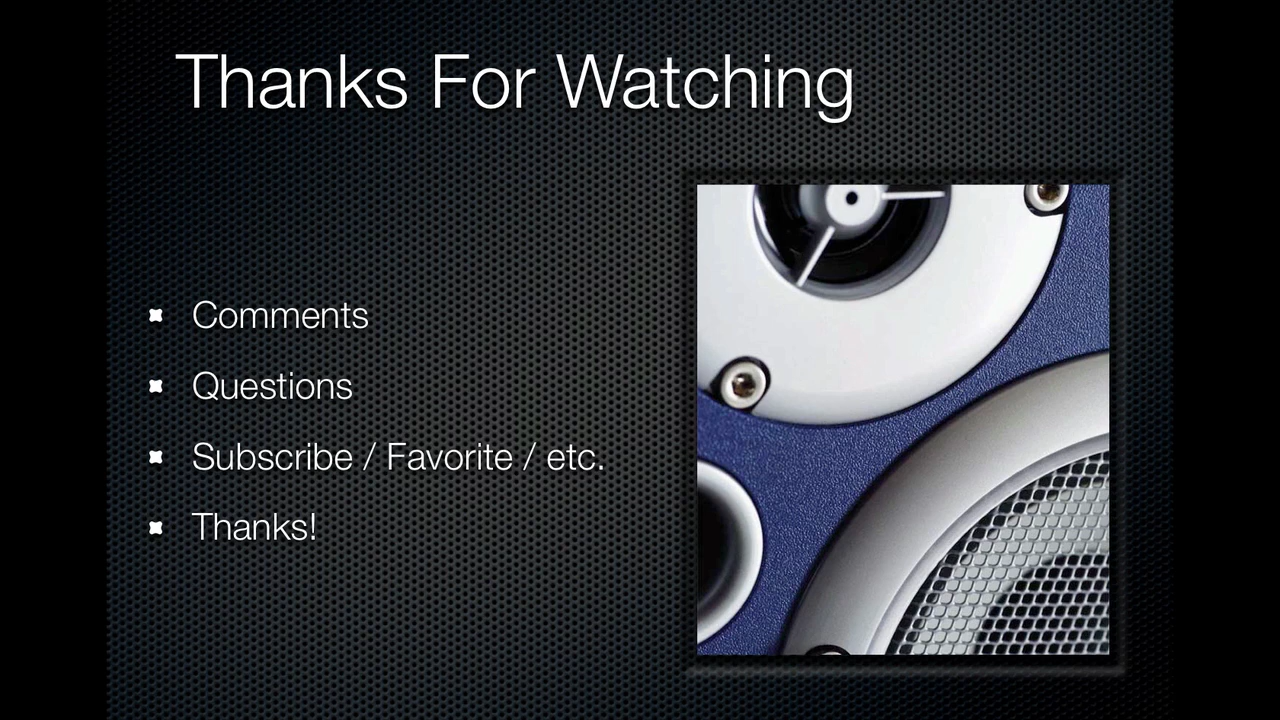 Thanks For Watching
Comments
Questions
Subscribe / Favorite / etc.
Thanks!